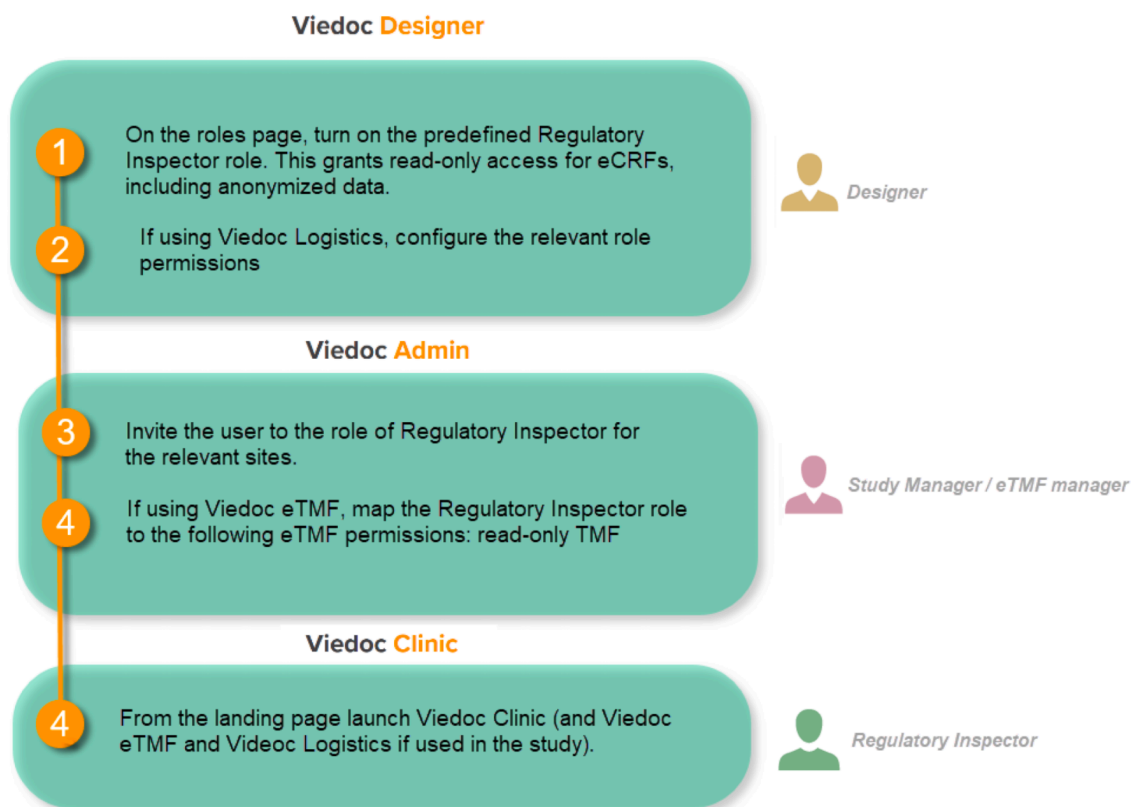 Viedoc Designer
1
On the roles page, turn on the predefined Regulatory
Inspector role. This grants read-only access for eCRFs,
including anonymized data.
2
If using Viedoc Logistics, configure the relevant role
permissions
Designer
Viedoc Admin
3
Invite the user to the role of Regulatory Inspector for
the relevant sites.
4
If using Viedoc eTMF, map the Regulatory Inspector role
to the following eTMF permissions: read-only TMF
Study Manager / eTMF manager
Viedoc Clinic
4
From the landing page launch Viedoc Clinic (and Viedoc
eTMF and Videoc Logistics if used in the study).
Regulatory Inspector